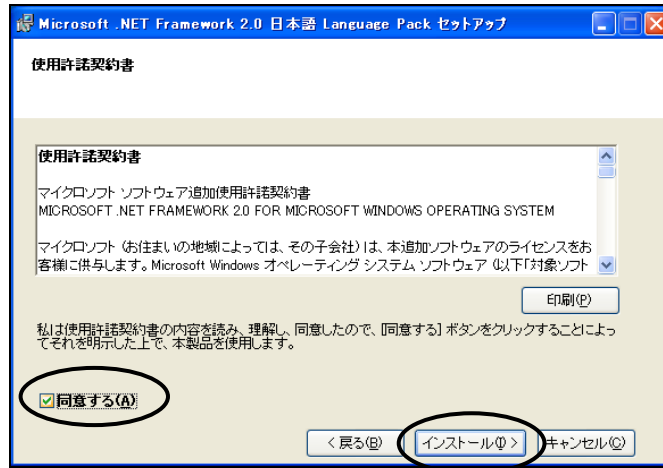 Microsoft .NET Framework 2.0 日本語 Language Pack セットアップ
使用許諾契約書
使用許諾契約書
マイクロソフト ソフトウェア追加使用許諾契約書
MICROSOFT .NET FRAMEWORK 2.0 FOR MICROSOFT WINDOWS OPERATING SYSTEM
マイクロソフト (お住まいの地域によっては、その子会社) は、本追加ソフトウェアのライセンスをお
客様に供与します。Microsoft Windows オペレーティング システム ソフトウェア (以下「対象ソフト
印刷(P)
私は使用許諾契約書の内容を読み、理解し、同意したので、[同意する] ボタンをクリックすることによっ
てそれを明示した上で、本製品を使用します。
同意する(A)
< 戻る(B)
インストール(I) >
キャンセル(C)